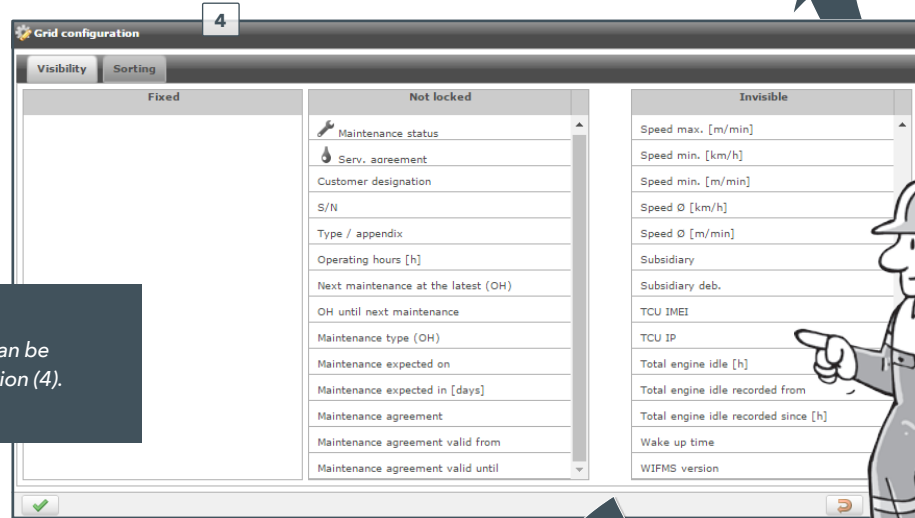 4
Grid configuration
Visibility Sorting
Fixed Not locked Invisible
Maintenance status
Serv. agreement
Customer designation
S/N
Type / appendix
Operating hours [h]
Next maintenance at the latest (OH)
OH until next maintenance
Maintenance type (OH)
Maintenance expected on
Maintenance expected in [days]
Maintenance agreement
Maintenance agreement valid from
Maintenance agreement valid until
Speed max. [m/min]
Speed min. [km/h]
Speed min. [m/min]
Speed Ø [km/h]
Speed Ø [m/min]
Subsidiary
Subsidiary deb.
TCU IMEI
TCU IP
Total engine idle [h]
Total engine idle recorded from
Total engine idle recorded since [h]
Wake up time
WIFMS version
an be
ion (4).